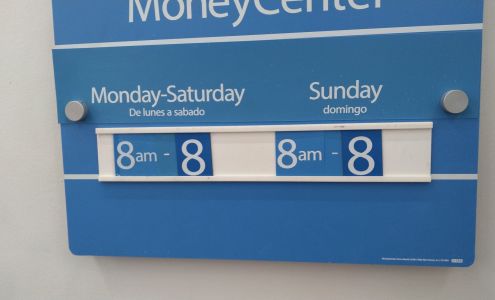 MoneyCenter
Monday-Saturday
De lunes a sabado
8am - 8
Sunday
domingo
8am - 8